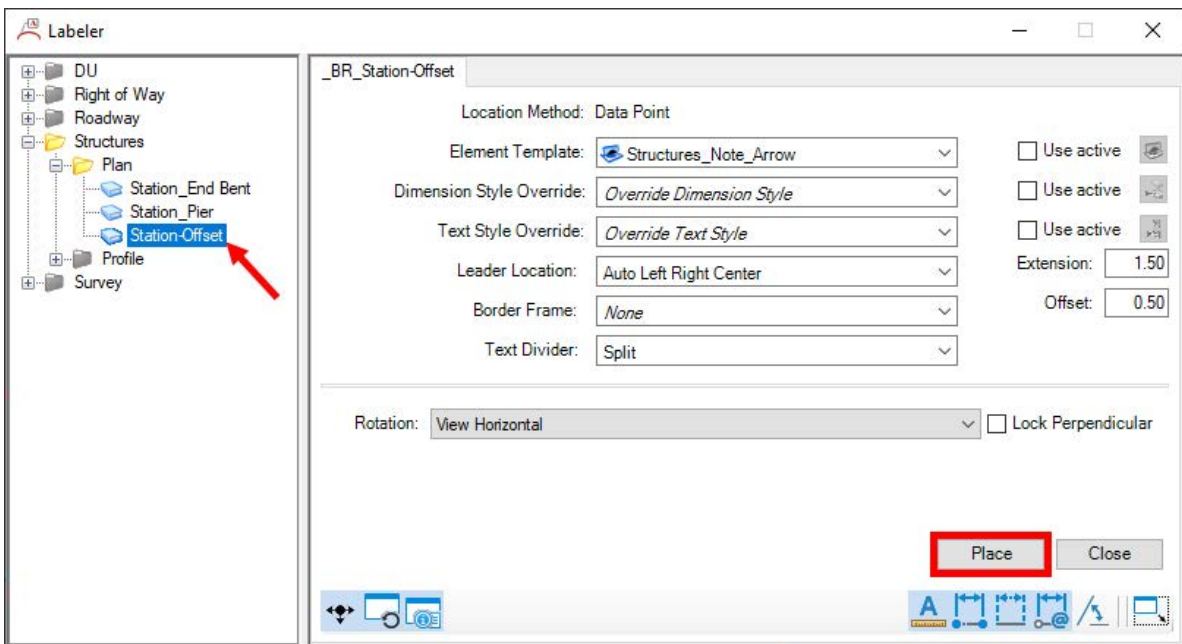 Labeler
DU
Right of Way
Roadway
Structures
Plan
Station_End Bent
Station_Pier
Station-Offset
Profile
Survey
_BR_Station-Offset
Location Method: Data Point
Element Template: Structures_Note_Arrow Use active
Dimension Style Override: Override Dimension Style Use active
Text Style Override: Override Text Style Use active
Leader Location: Auto Left Right Center Extension: 1.50
Border Frame: None Offset: 0.50
Text Divider: Split
Rotation: View Horizontal Lock Perpendicular
Place Close